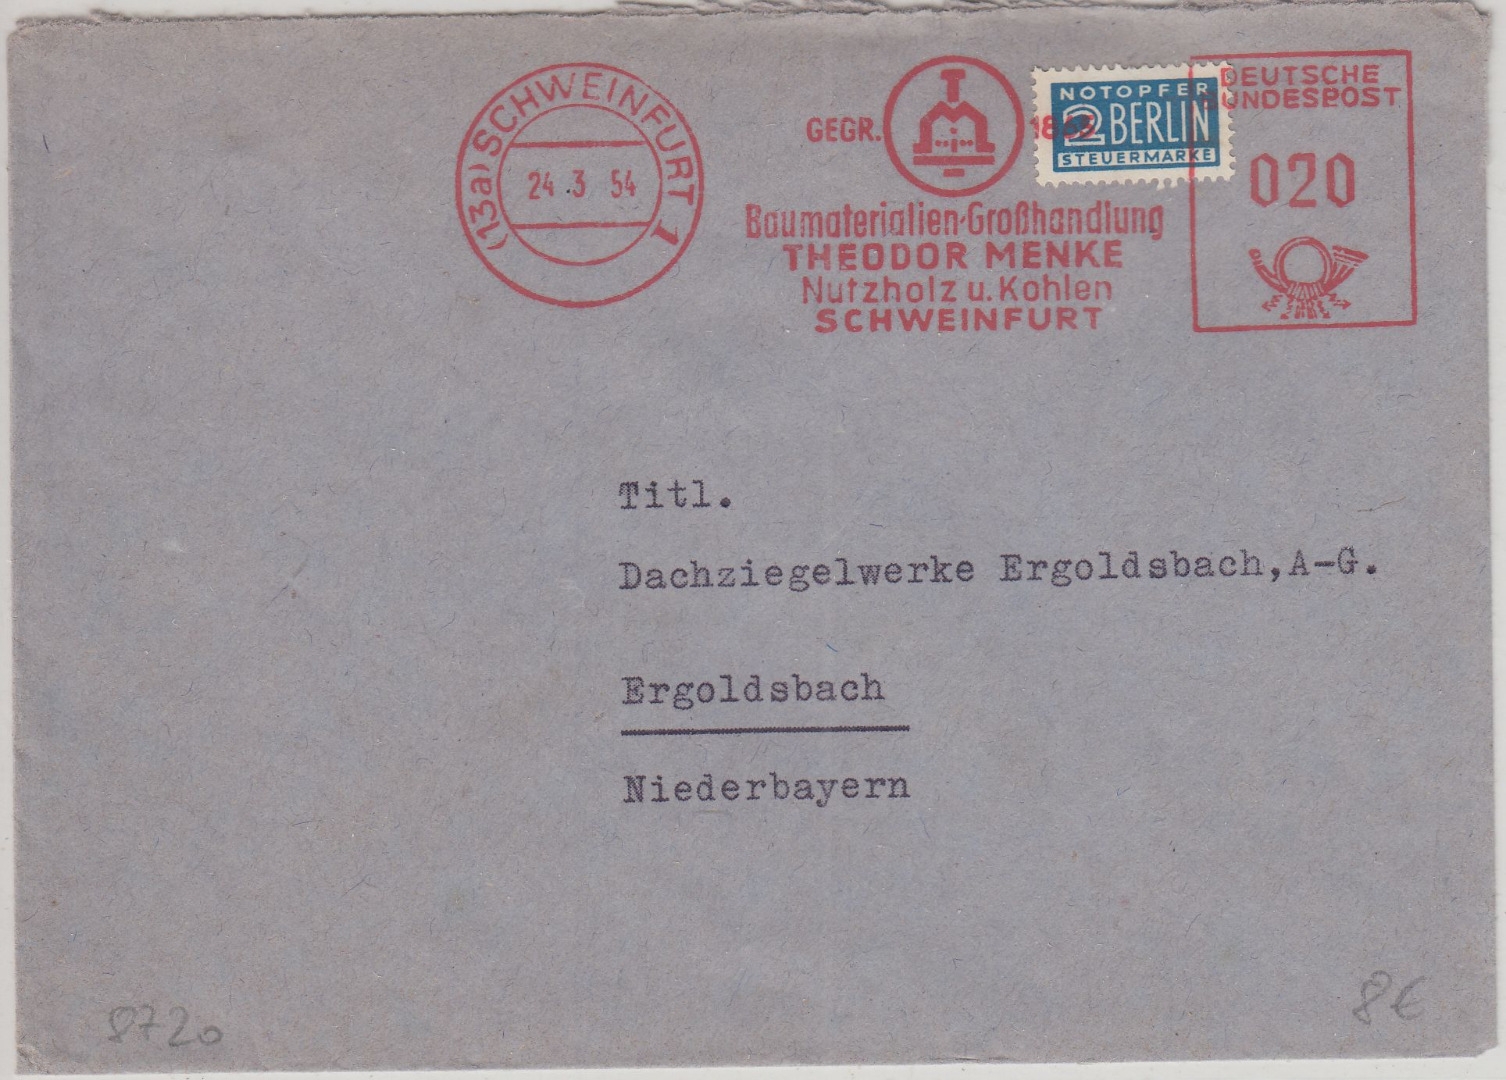 (13a) SCHWEINFURT 1
24.3 54
GEGR.
NOTOPFER
2 BERLIN
STEUERMARKE
Baumaterialien-Großhandlung
THEODOR MENKE
Nutzholz u. Kohlen
SCHWEINFURT
DEUTSCHE
BUNDESPOST
020
Titl.
Dachziegelwerke Ergoldsbach,A-G.
Ergoldsbach
Niederbayern
8720
8€